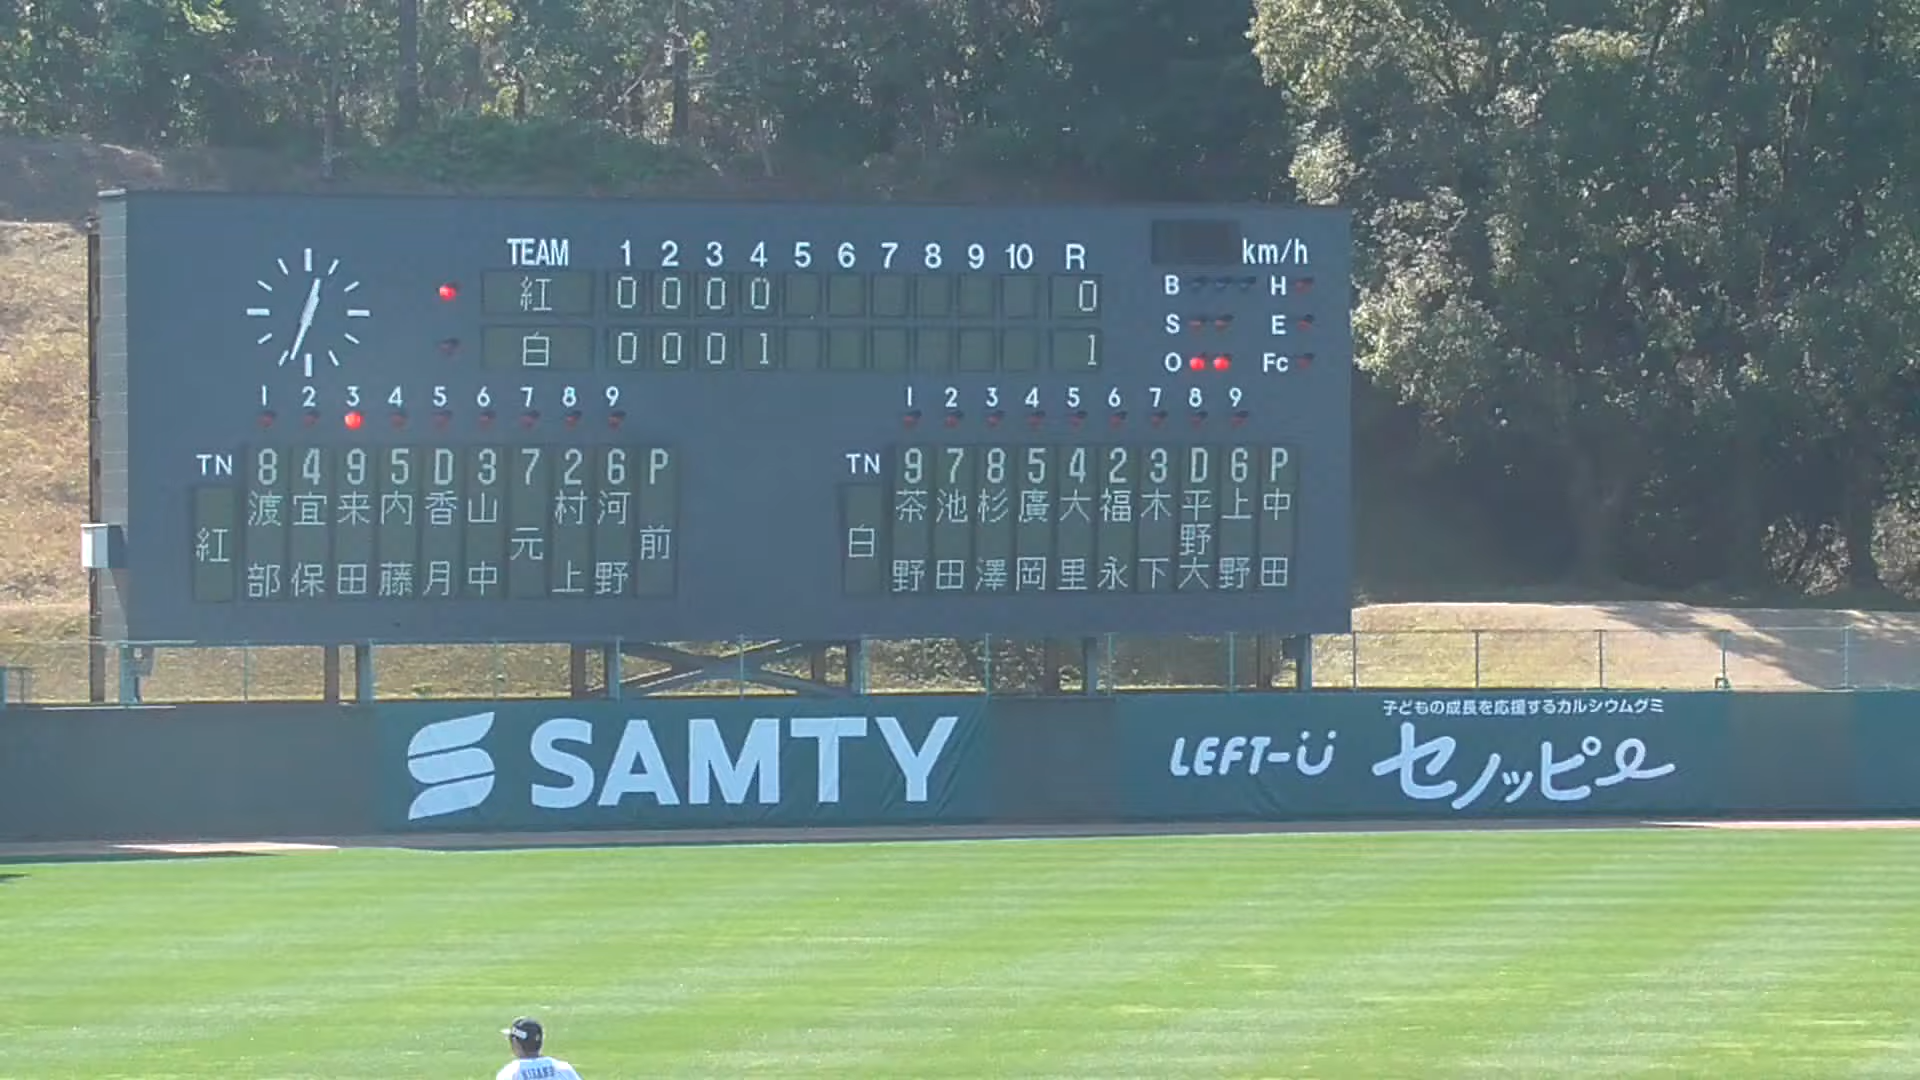 TEAM 1 2 3 4 5 6 7 8 9 10 R km/h
紅 0 0 0 0 0 B H
白 0 0 0 1 1 S E
O Fc
1 2 3 4 5 6 7 8 9 1 2 3 4 5 6 7 8 9
TN 8 4 9 5 D 3 7 2 6 P TN 9 7 8 5 4 2 3 D 6 P
紅 渡部 宜保 来田 内藤 香月 山中 元 村上 河野 前
白 茶野 池田 杉澤 廣岡 大里 福永 木下 平野大 上野 中田
子どもの成長を応援するカルシウムグミ
SAMTY LEFT-U セノッピー